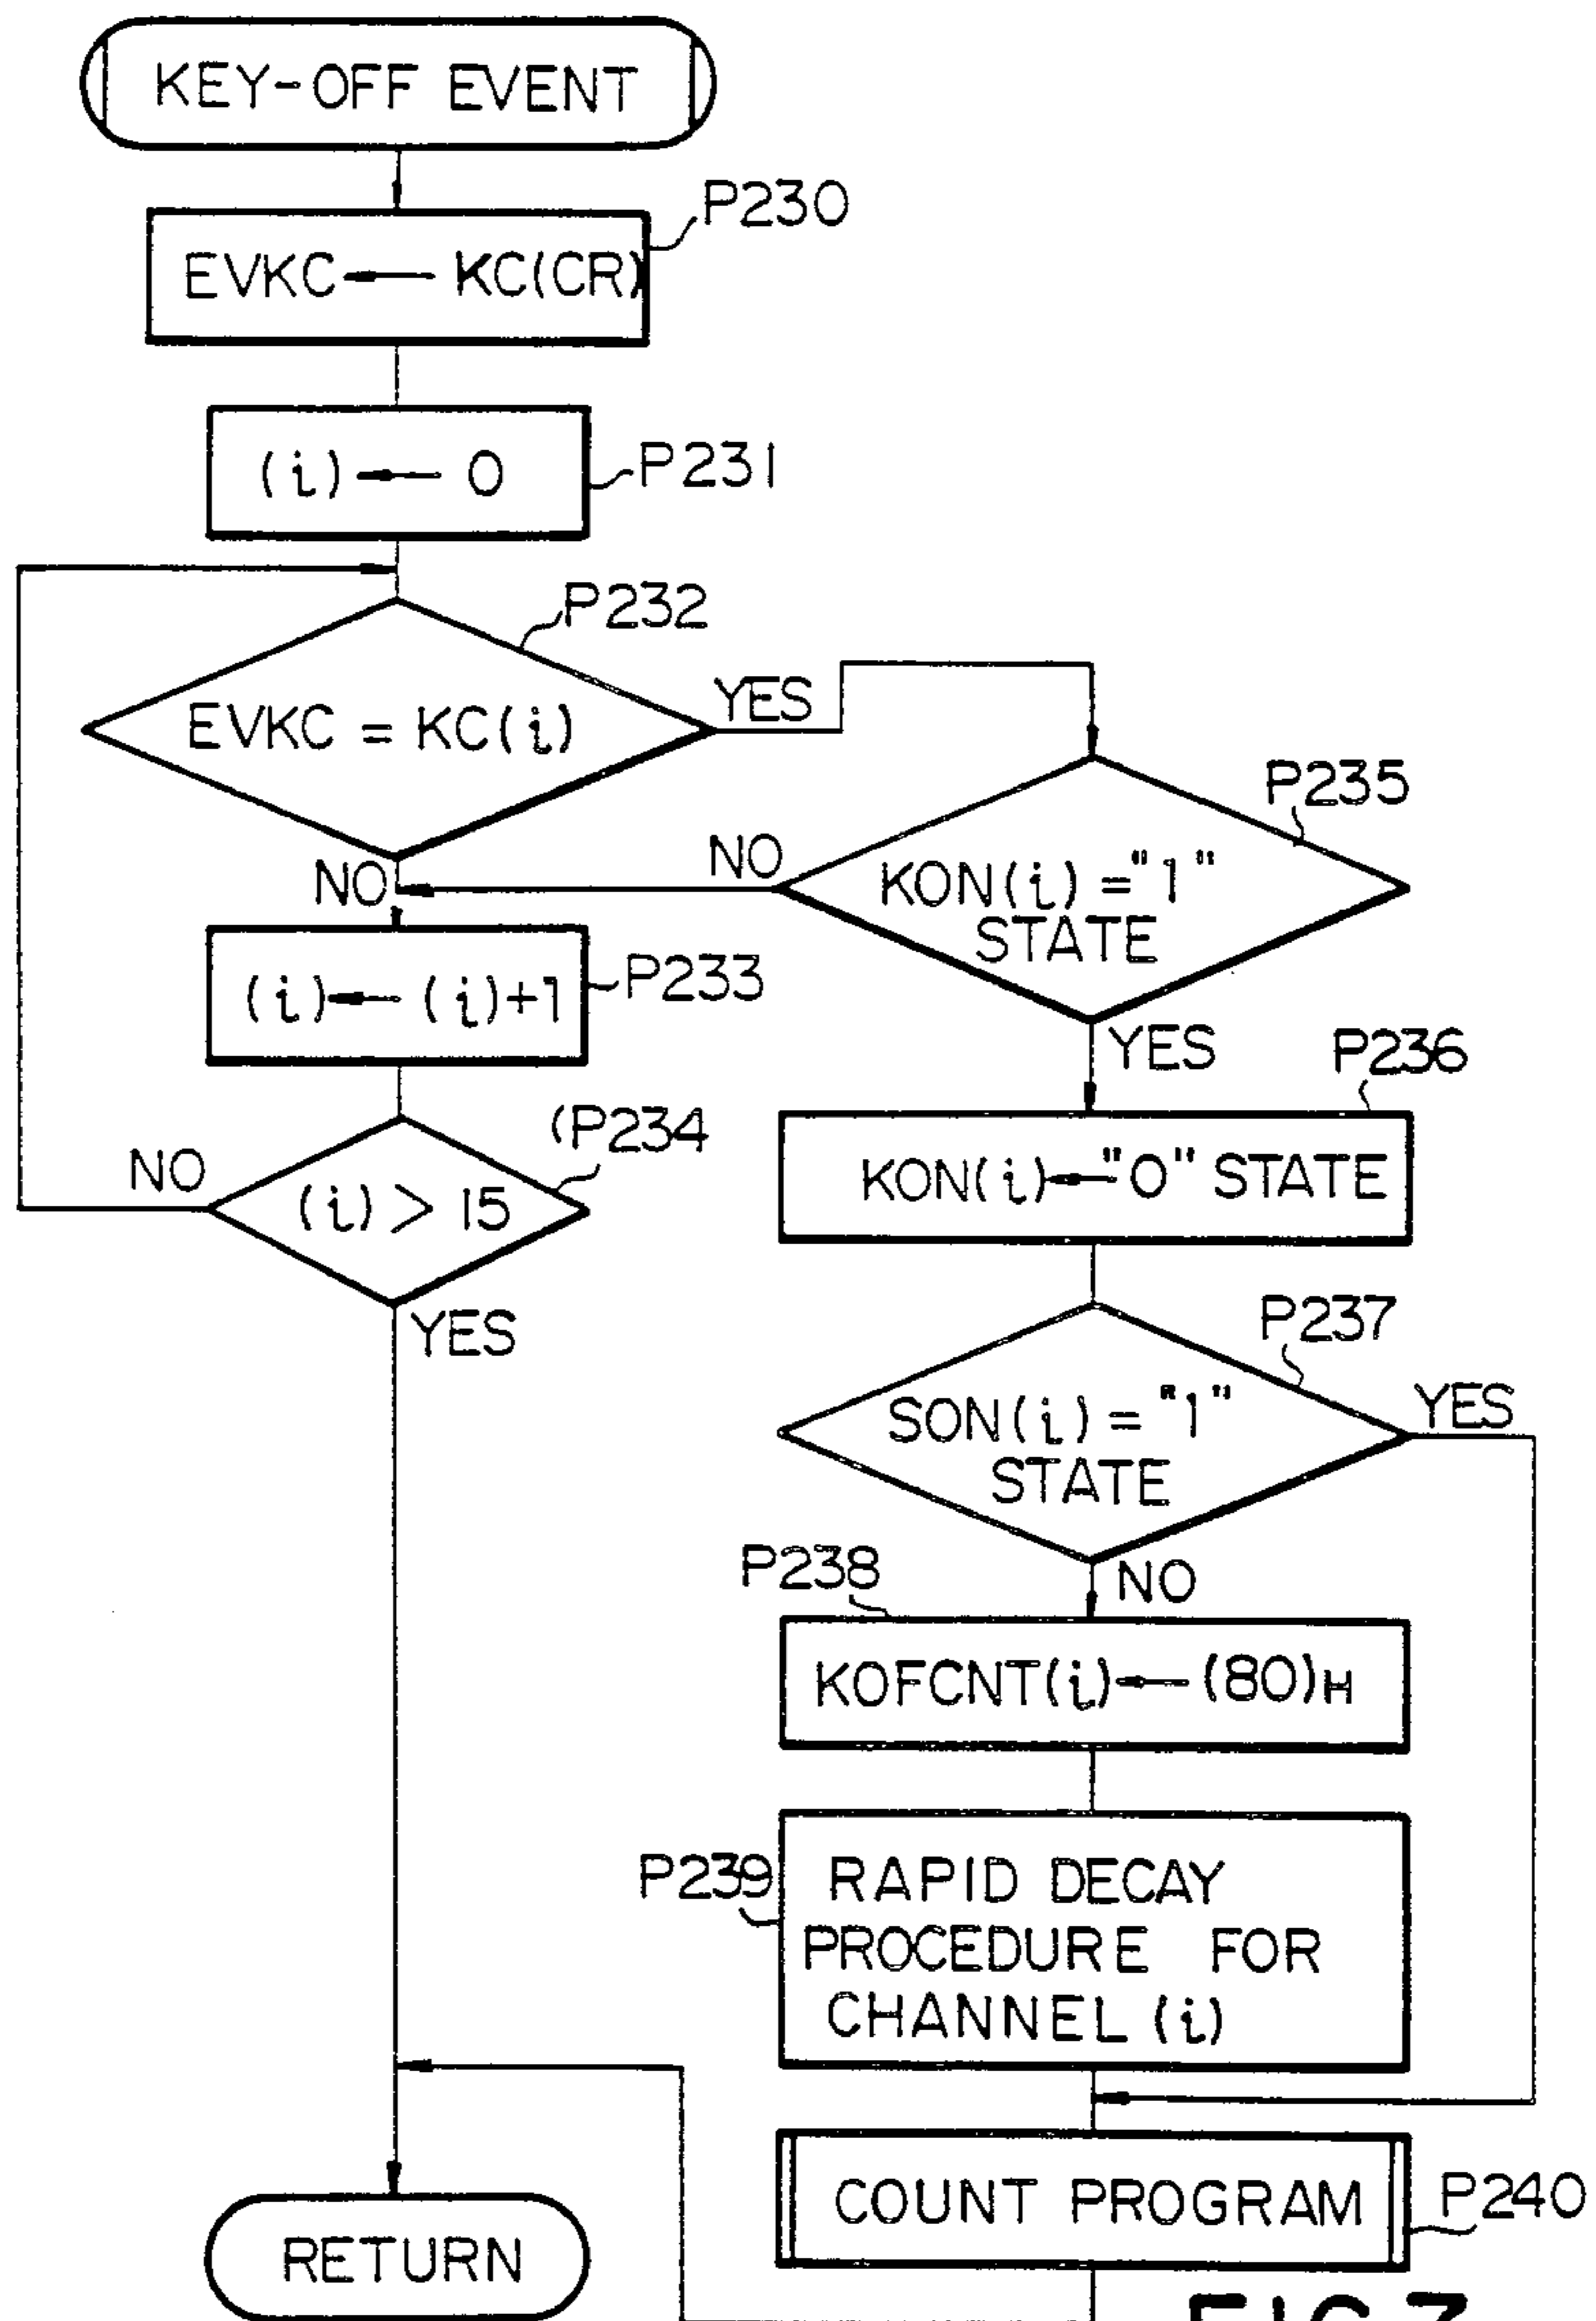 KEY-OFF EVENT
P230
EVKC ← KC(CR)
(i) ← 0
P231
P232
EVKC = KC(i)
YES
NO
P235
KON(i) = "1"
STATE
NO
YES
(i) ← (i)+1
P233
P236
KON(i) ← "0" STATE
(P234
(i) > 15
NO
YES
P237
SON(i) = "1"
STATE
YES
NO
P238
KOFCNT(i) ← (80)H
P239
RAPID DECAY
PROCEDURE FOR
CHANNEL (i)
COUNT PROGRAM
P240
RETURN